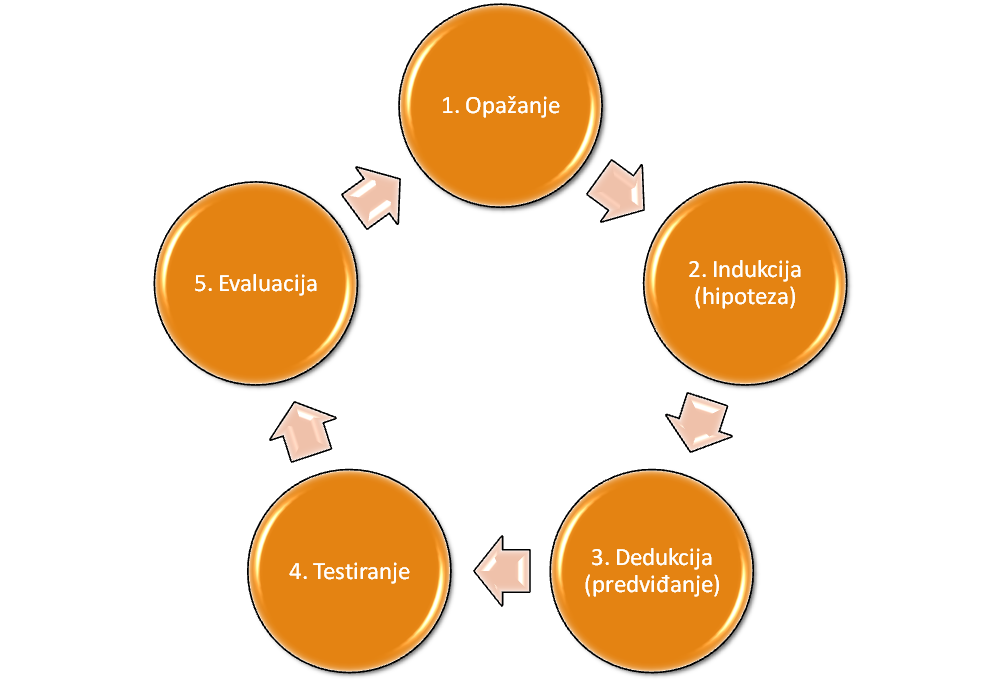 1. Opažanje
2. Indukcija
(hipoteza)
3. Dedukcija
(predviđanje)
4. Testiranje
5. Evaluacija